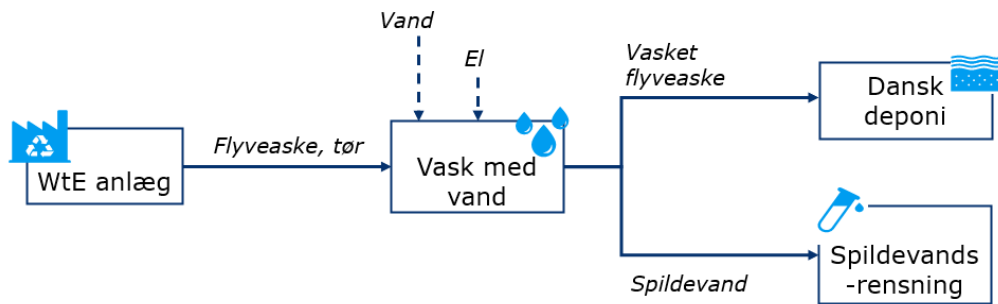 Vand
El
Vasket
flyveaske
Dansk
deponi
Flyveaske, tør
WtE anlæg
Vask med
vand
Spildevand
Spildevands
-rensning